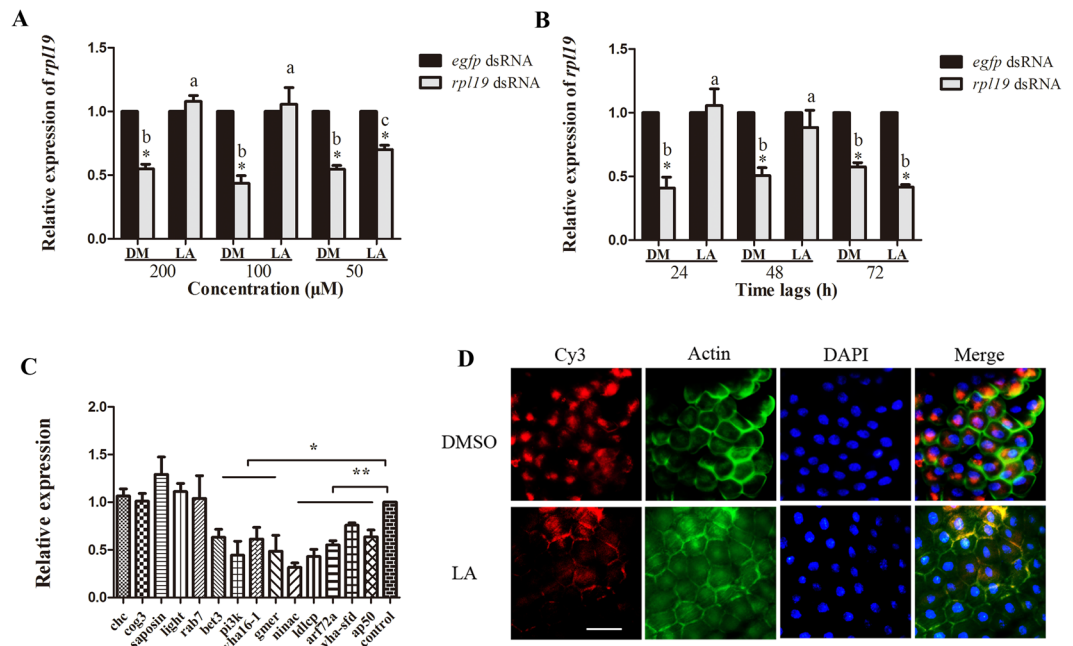 A
Relative expression of rpl19
1.5
1.0
0.5
0.0
b
*
a
b
*
a
b
*
c
*
egfp dsRNA
rpl19 dsRNA
DM LA DM LA DM LA
200 100 50
Concentration (μM)
B
Relative expression of rpl19
1.5
1.0
0.5
0.0
b
*
a
b
*
a
b
*
b
*
egfp dsRNA
rpl19 dsRNA
DM LA DM LA DM LA
24 48 72
Time lags (h)
C
Relative expression
2.0
1.5
1.0
0.5
0.0
*
**
chc
cog3
saposin
light
rab7
bet3
pi3k
gmer
ninac
ldlcp
arf72a
vha-sfd
ap50
control
D
Cy3 Actin DAPI Merge
DMSO
LA